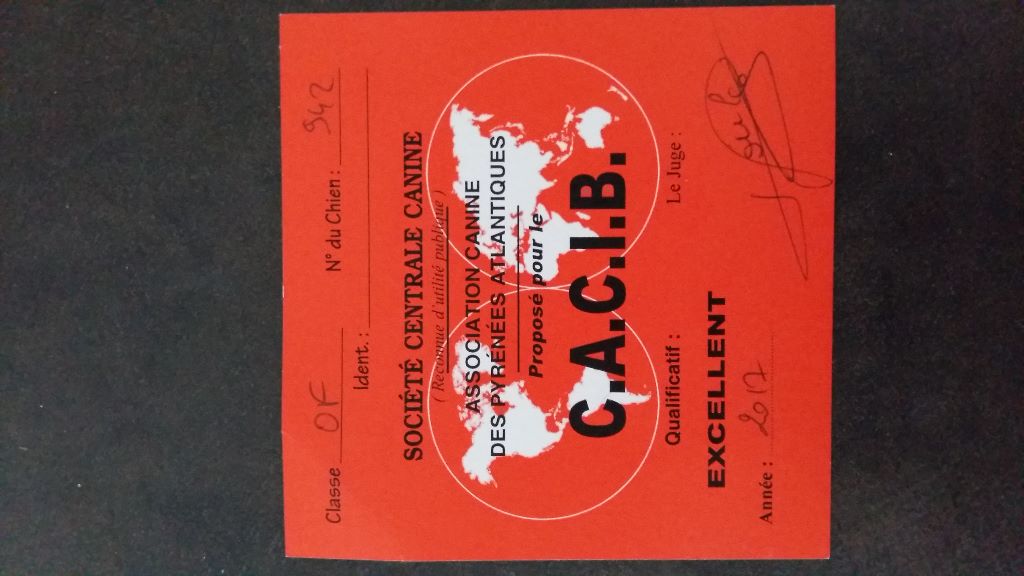 Classe OF N° du Chien : 942
Ident. :
SOCIÉTÉ CENTRALE CANINE
( Reconnue d'utilité publique )
ASSOCIATION CANINE
DES PYRÉNÉES ATLANTIQUES
Proposé pour le
C.A.C.I.B.
Qualificatif : Le Juge :
EXCELLENT
Année : 2017